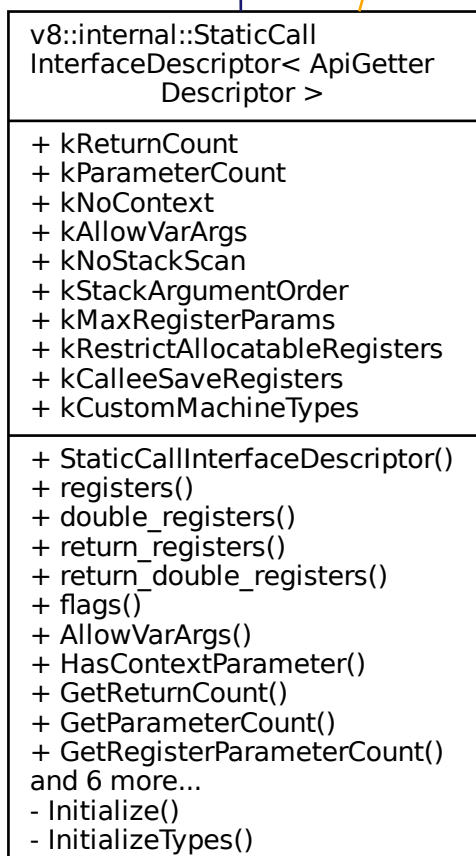 v8::internal::StaticCall
InterfaceDescriptor< ApiGetter
Descriptor >
+ kReturnCount
+ kParameterCount
+ kNoContext
+ kAllowVarArgs
+ kNoStackScan
+ kStackArgumentOrder
+ kMaxRegisterParams
+ kRestrictAllocatableRegisters
+ kCalleeSaveRegisters
+ kCustomMachineTypes
+ StaticCallInterfaceDescriptor()
+ registers()
+ double_registers()
+ return_registers()
+ return_double_registers()
+ flags()
+ AllowVarArgs()
+ HasContextParameter()
+ GetReturnCount()
+ GetParameterCount()
+ GetRegisterParameterCount()
and 6 more...
- Initialize()
- InitializeTypes()